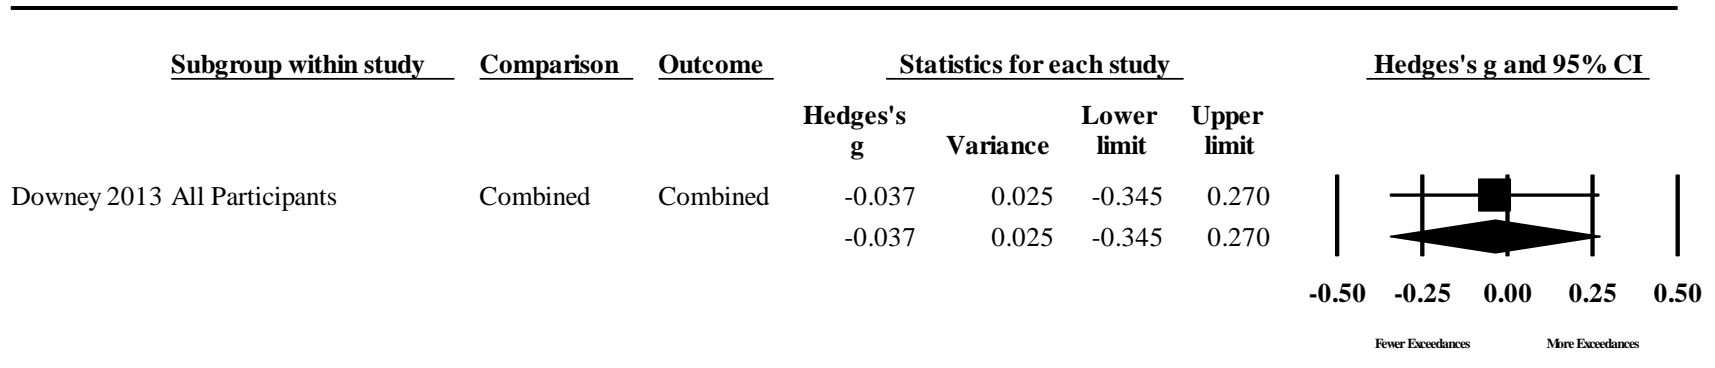 Subgroup within study Comparison Outcome Statistics for each study Hedges's g and 95% CI
Hedges's g Variance Lower limit Upper limit
Downey 2013 All Participants Combined Combined -0.037 0.025 -0.345 0.270
-0.037 0.025 -0.345 0.270
-0.50 -0.25 0.00 0.25 0.50
Fewer Exceedances More Exceedances